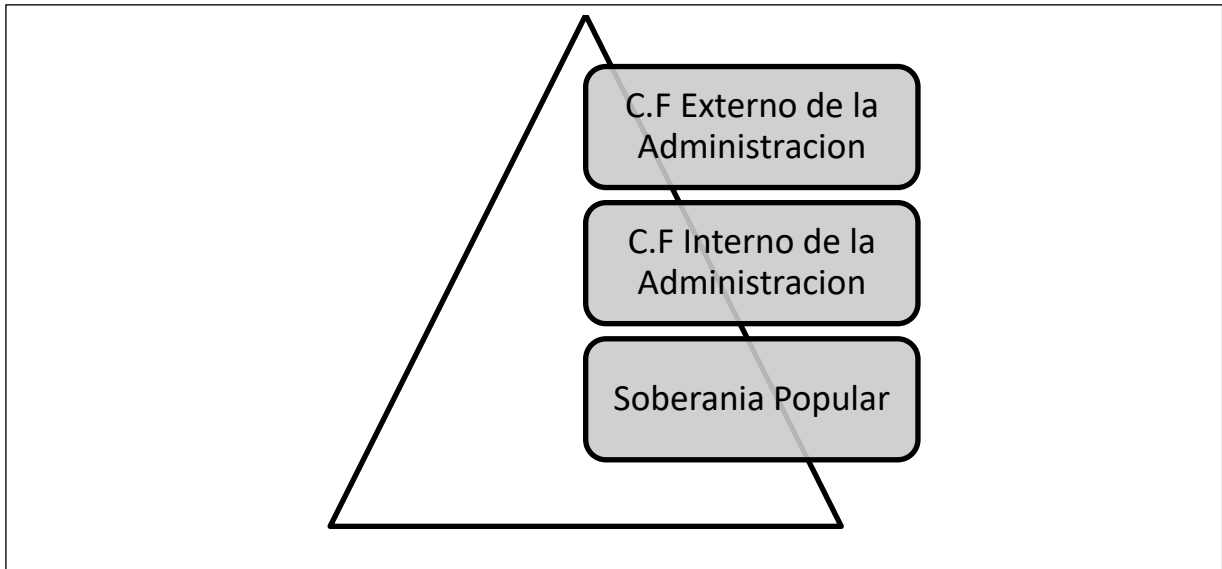 C.F Externo de la
Administracion
C.F Interno de la
Administracion
Soberania Popular